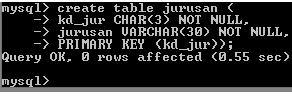 mysql> create table jurusan (
    -> kd_jur CHAR(3) NOT NULL,
    -> jurusan VARCHAR(30) NOT NULL,
    -> PRIMARY KEY (kd_jur));
Query OK, 0 rows affected (0.55 sec)
mysql>